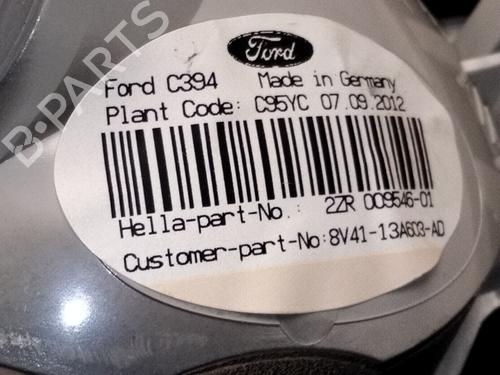 Ford
Ford C394 Made in Germany
Plant Code: C95YC 07.09.2012
Hella-part-No.: 2ZR 009546-01
Customer-part-No:8V41-13A603-AD
B-PARTS